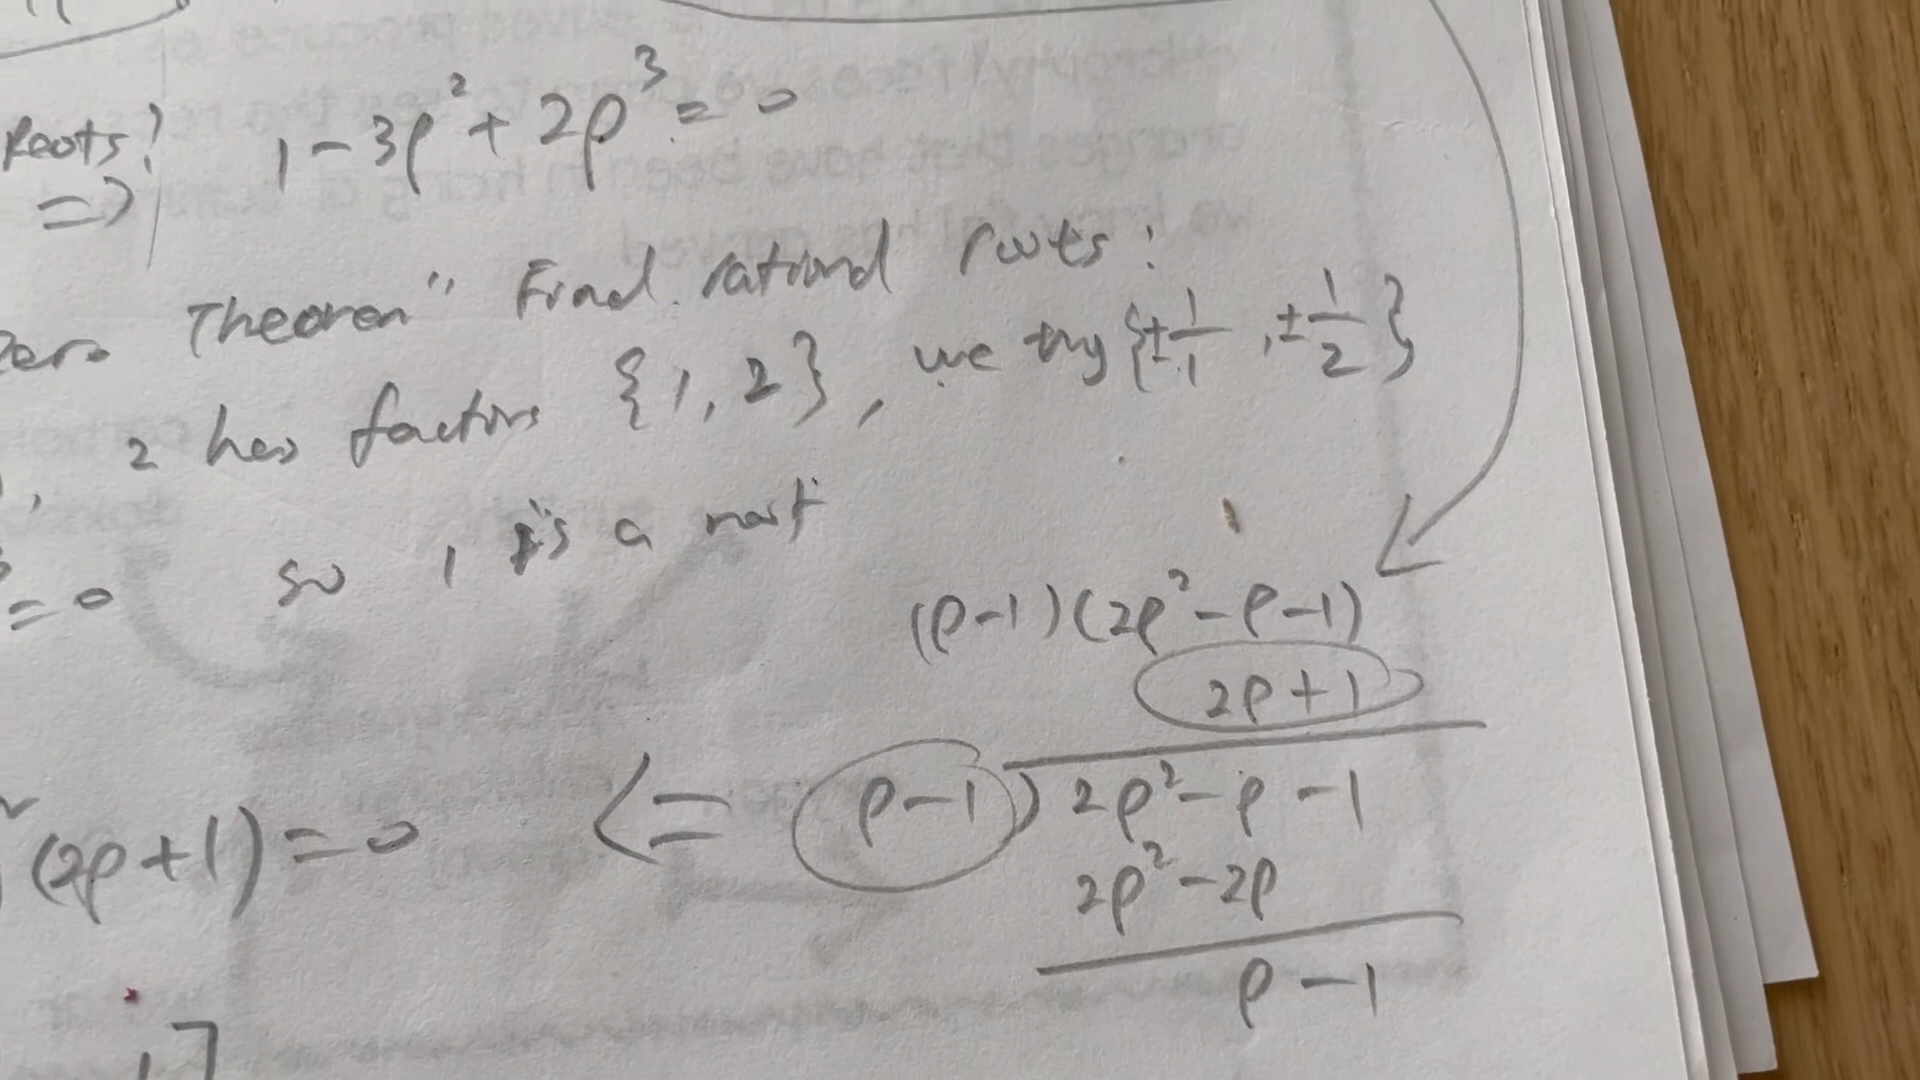 Roots?
=> 1 - 3ρ² + 2ρ³ = 0
Zero Theorem" Find rational roots:
2 has factors {1, 2}, we try {±1/1, ±1/2}
= 0 so 1 is a root
(ρ-1)(2ρ²-ρ-1)
2ρ+1
(2ρ+1)=0 <= ρ-1) 2ρ²-ρ-1
2ρ²-2ρ
ρ-1